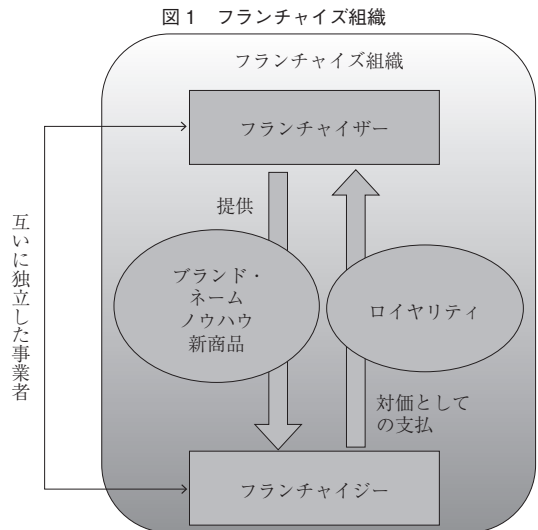 図1 フランチャイズ組織
フランチャイズ組織
フランチャイザー
提供
ブランド・
ネーム
ノウハウ
新商品
ロイヤリティ
対価として
の支払
フランチャイジー
互いに独立した事業者